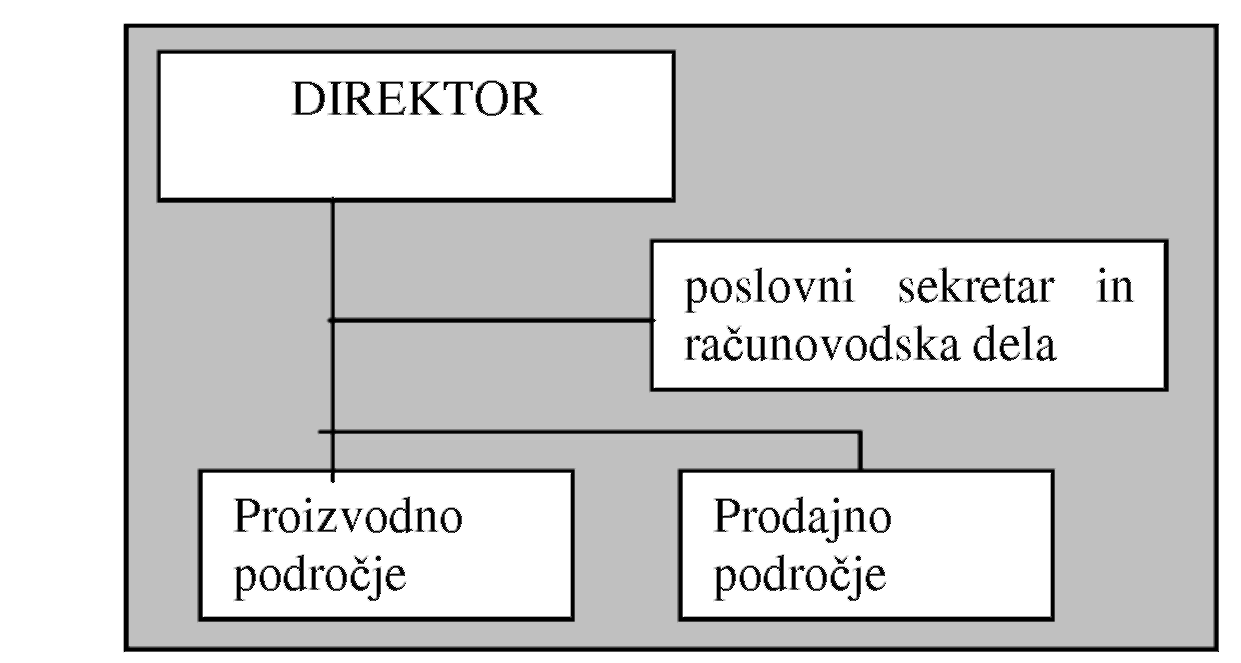 DIREKTOR
poslovni sekretar in
računovodska dela
Proizvodno
področje
Prodajno
področje